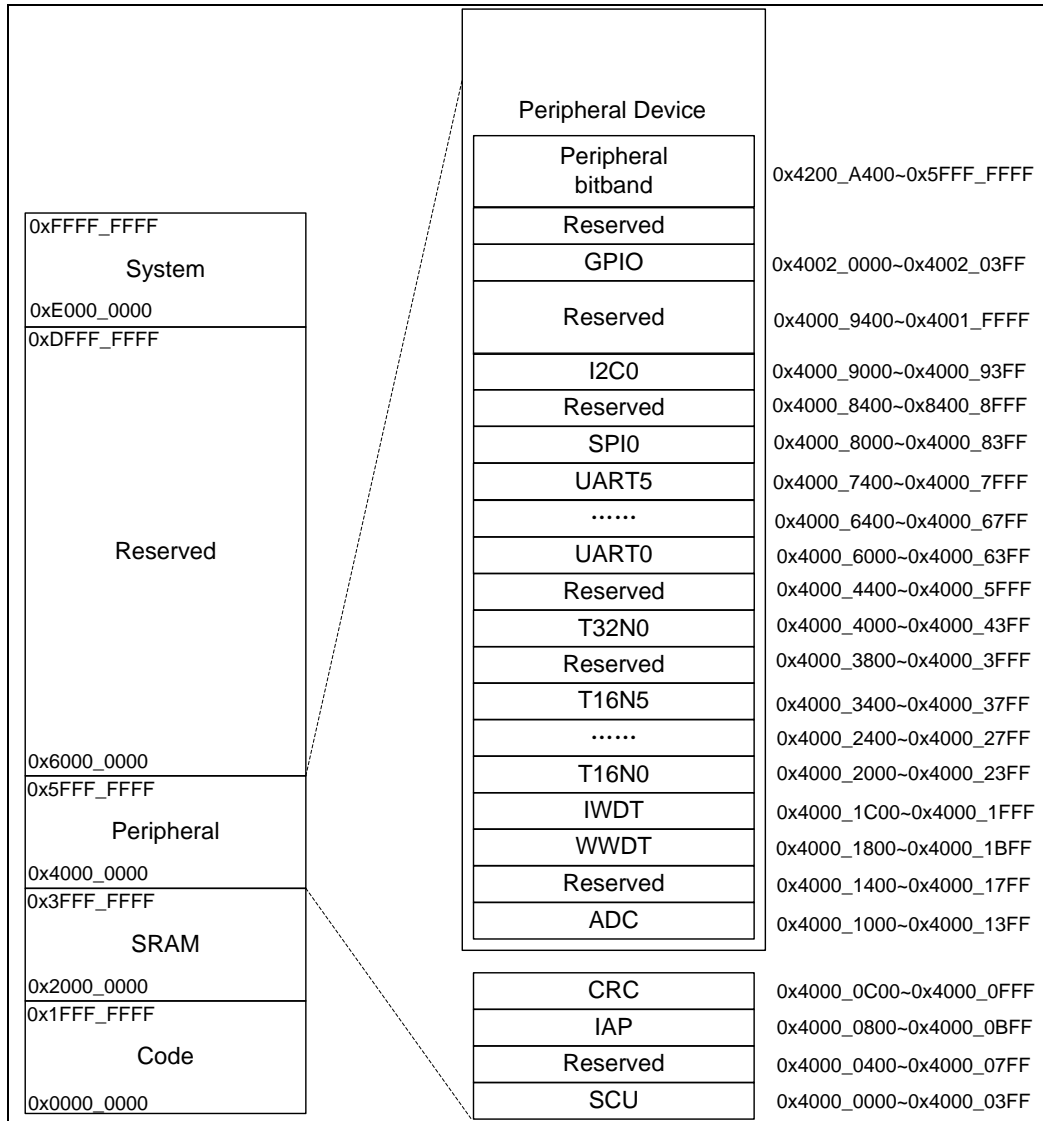 0xFFFF_FFFF
System
0xE000_0000
0xDFFF_FFFF
Reserved
0x6000_0000
0x5FFF_FFFF
Peripheral
0x4000_0000
0x3FFF_FFFF
SRAM
0x2000_0000
0x1FFF_FFFF
Code
0x0000_0000
Peripheral Device
Peripheral
bitband
0x4200_A400~0x5FFF_FFFF
Reserved
GPIO 0x4002_0000~0x4002_03FF
Reserved 0x4000_9400~0x4001_FFFF
I2C0 0x4000_9000~0x4000_93FF
Reserved 0x4000_8400~0x8400_8FFF
SPI0 0x4000_8000~0x4000_83FF
UART5 0x4000_7400~0x4000_7FFF
…… 0x4000_6400~0x4000_67FF
UART0 0x4000_6000~0x4000_63FF
Reserved 0x4000_4400~0x4000_5FFF
T32N0 0x4000_4000~0x4000_43FF
Reserved 0x4000_3800~0x4000_3FFF
T16N5 0x4000_3400~0x4000_37FF
…… 0x4000_2400~0x4000_27FF
T16N0 0x4000_2000~0x4000_23FF
IWDT 0x4000_1C00~0x4000_1FFF
WWDT 0x4000_1800~0x4000_1BFF
Reserved 0x4000_1400~0x4000_17FF
ADC 0x4000_1000~0x4000_13FF
CRC 0x4000_0C00~0x4000_0FFF
IAP 0x4000_0800~0x4000_0BFF
Reserved 0x4000_0400~0x4000_07FF
SCU 0x4000_0000~0x4000_03FF